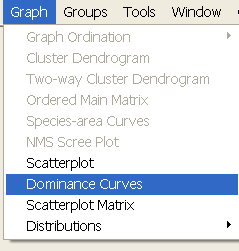 Graph Groups Tools Window
Graph Ordination
Cluster Dendrogram
Two-way Cluster Dendrogram
Ordered Main Matrix
Species-area Curves
NMS Scree Plot
Scatterplot
Dominance Curves
Scatterplot Matrix
Distributions